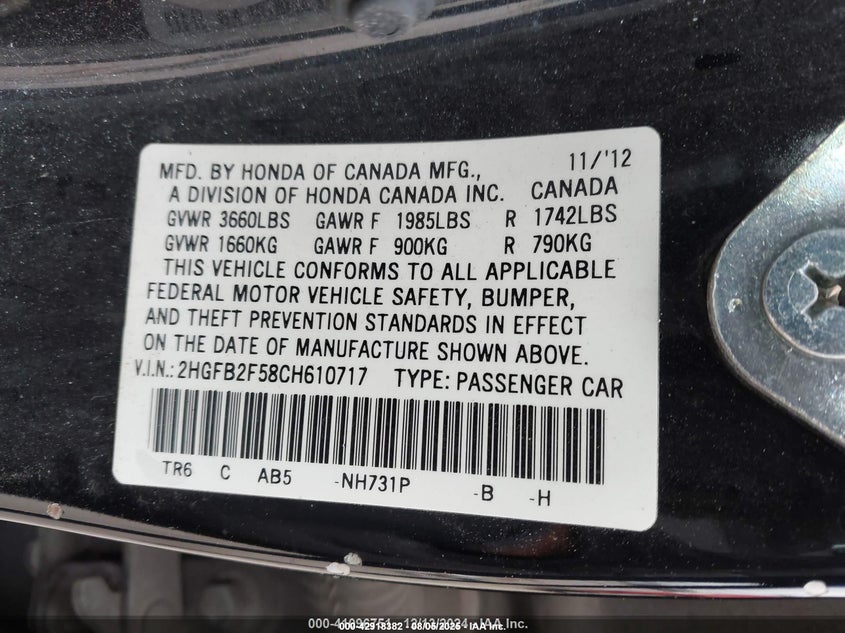 MFD. BY HONDA OF CANADA MFG., 11/'12
A DIVISION OF HONDA CANADA INC. CANADA
GVWR 3660LBS GAWR F 1985LBS R 1742LBS
GVWR 1660KG GAWR F 900KG R 790KG
THIS VEHICLE CONFORMS TO ALL APPLICABLE
FEDERAL MOTOR VEHICLE SAFETY, BUMPER,
AND THEFT PREVENTION STANDARDS IN EFFECT
ON THE DATE OF MANUFACTURE SHOWN ABOVE.
V.I.N.: 2HGFB2F58CH610717 TYPE: PASSENGER CAR
TR6 C AB5 -NH731P -B -H